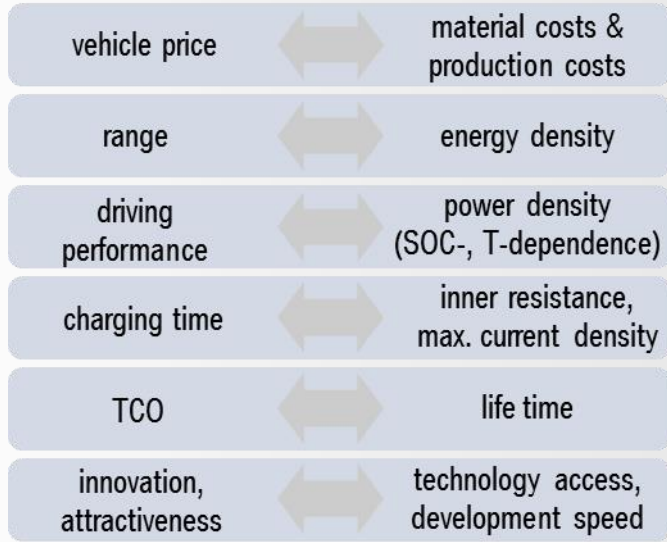 vehicle price
material costs &
production costs
range
energy density
driving
performance
power density
(SOC-, T-dependence)
charging time
inner resistance,
max. current density
TCO
life time
innovation,
attractiveness
technology access,
development speed